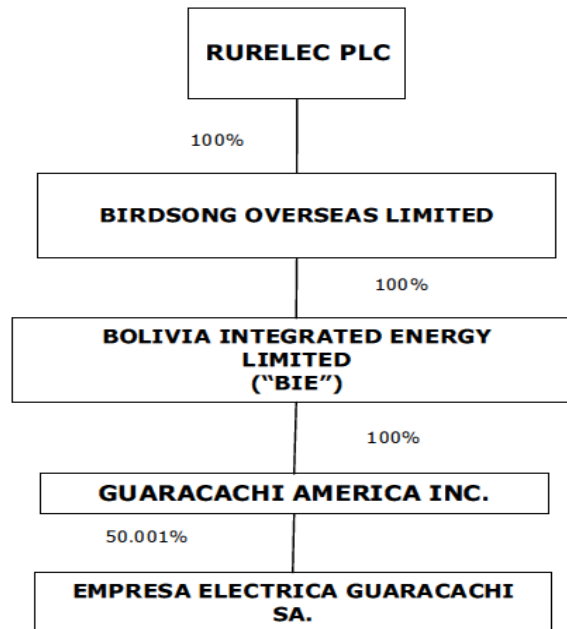 RURELEC PLC
100%
BIRDSONG OVERSEAS LIMITED
100%
BOLIVIA INTEGRATED ENERGY
LIMITED
(“BIE”)
100%
GUARACACHI AMERICA INC.
50.001%
EMPRESA ELECTRICA GUARACACHI
SA.